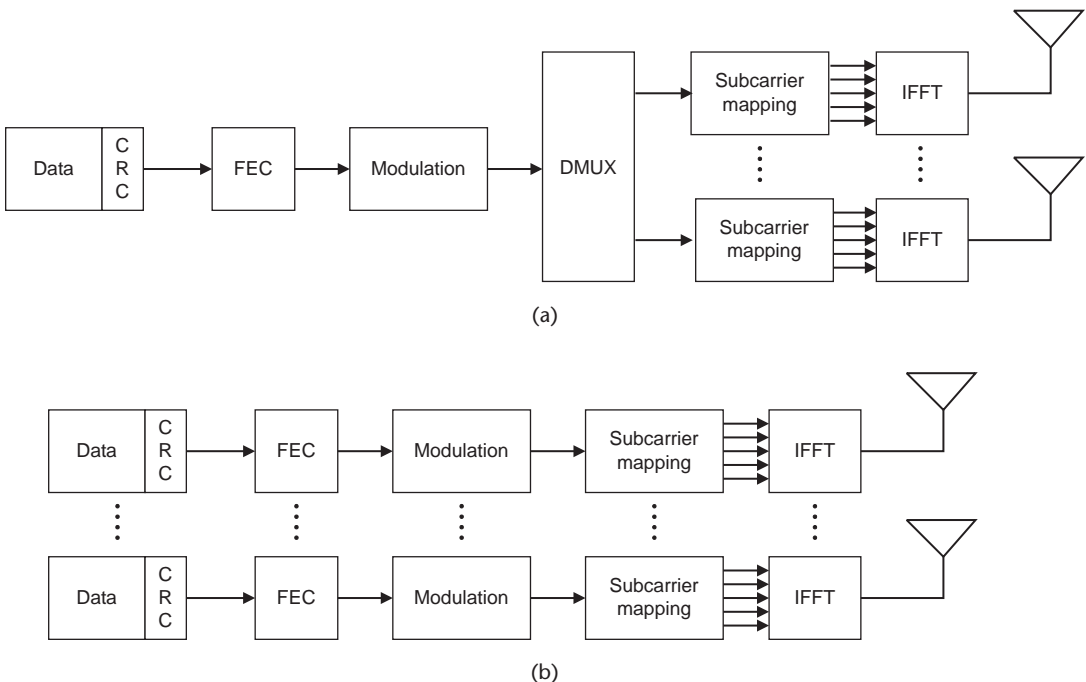 Data
C
R
C
FEC
Modulation
DMUX
Subcarrier
mapping
IFFT
Subcarrier
mapping
IFFT
(a)
Data
C
R
C
FEC
Modulation
Subcarrier
mapping
IFFT
Data
C
R
C
FEC
Modulation
Subcarrier
mapping
IFFT
(b)